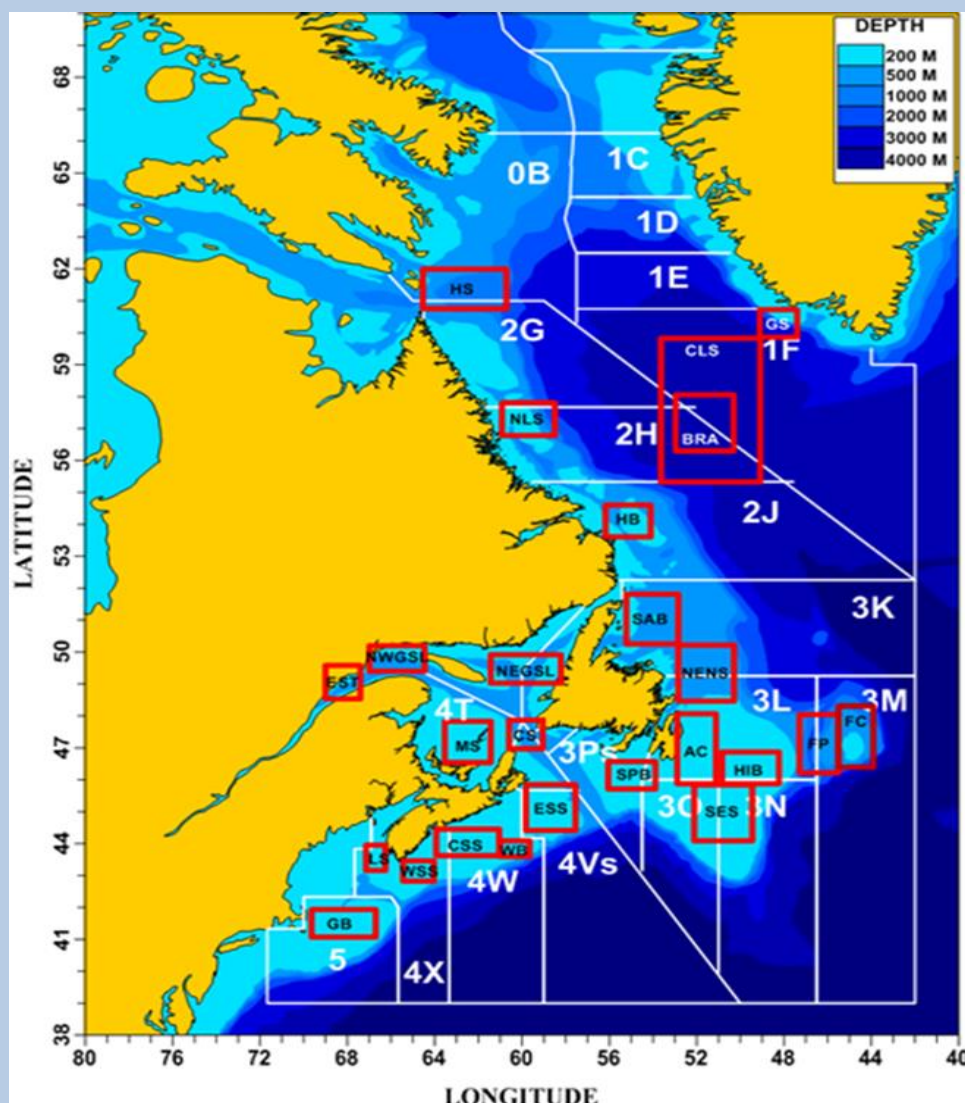 DEPTH
200 M
500 M
1000 M
2000 M
3000 M
4000 M
68
65
62
59
56
53
50
47
44
41
38
LATITUDE
0B
1C
1D
1E
HS
2G
GS
1F
CLS
NLS
2H
BRA
2J
HB
3K
SAB
NWGSL
NEGSL
NENS
EST
4T
3L
3M
MS
CS
3Ps
AC
FP
FC
SPB
HIB
ESS
3O
SES
3N
CSS
WB
LS
WSS
4W
4Vs
GB
5
4X
80 76 72 68 64 60 56 52 48 44 40
LONGITUDE